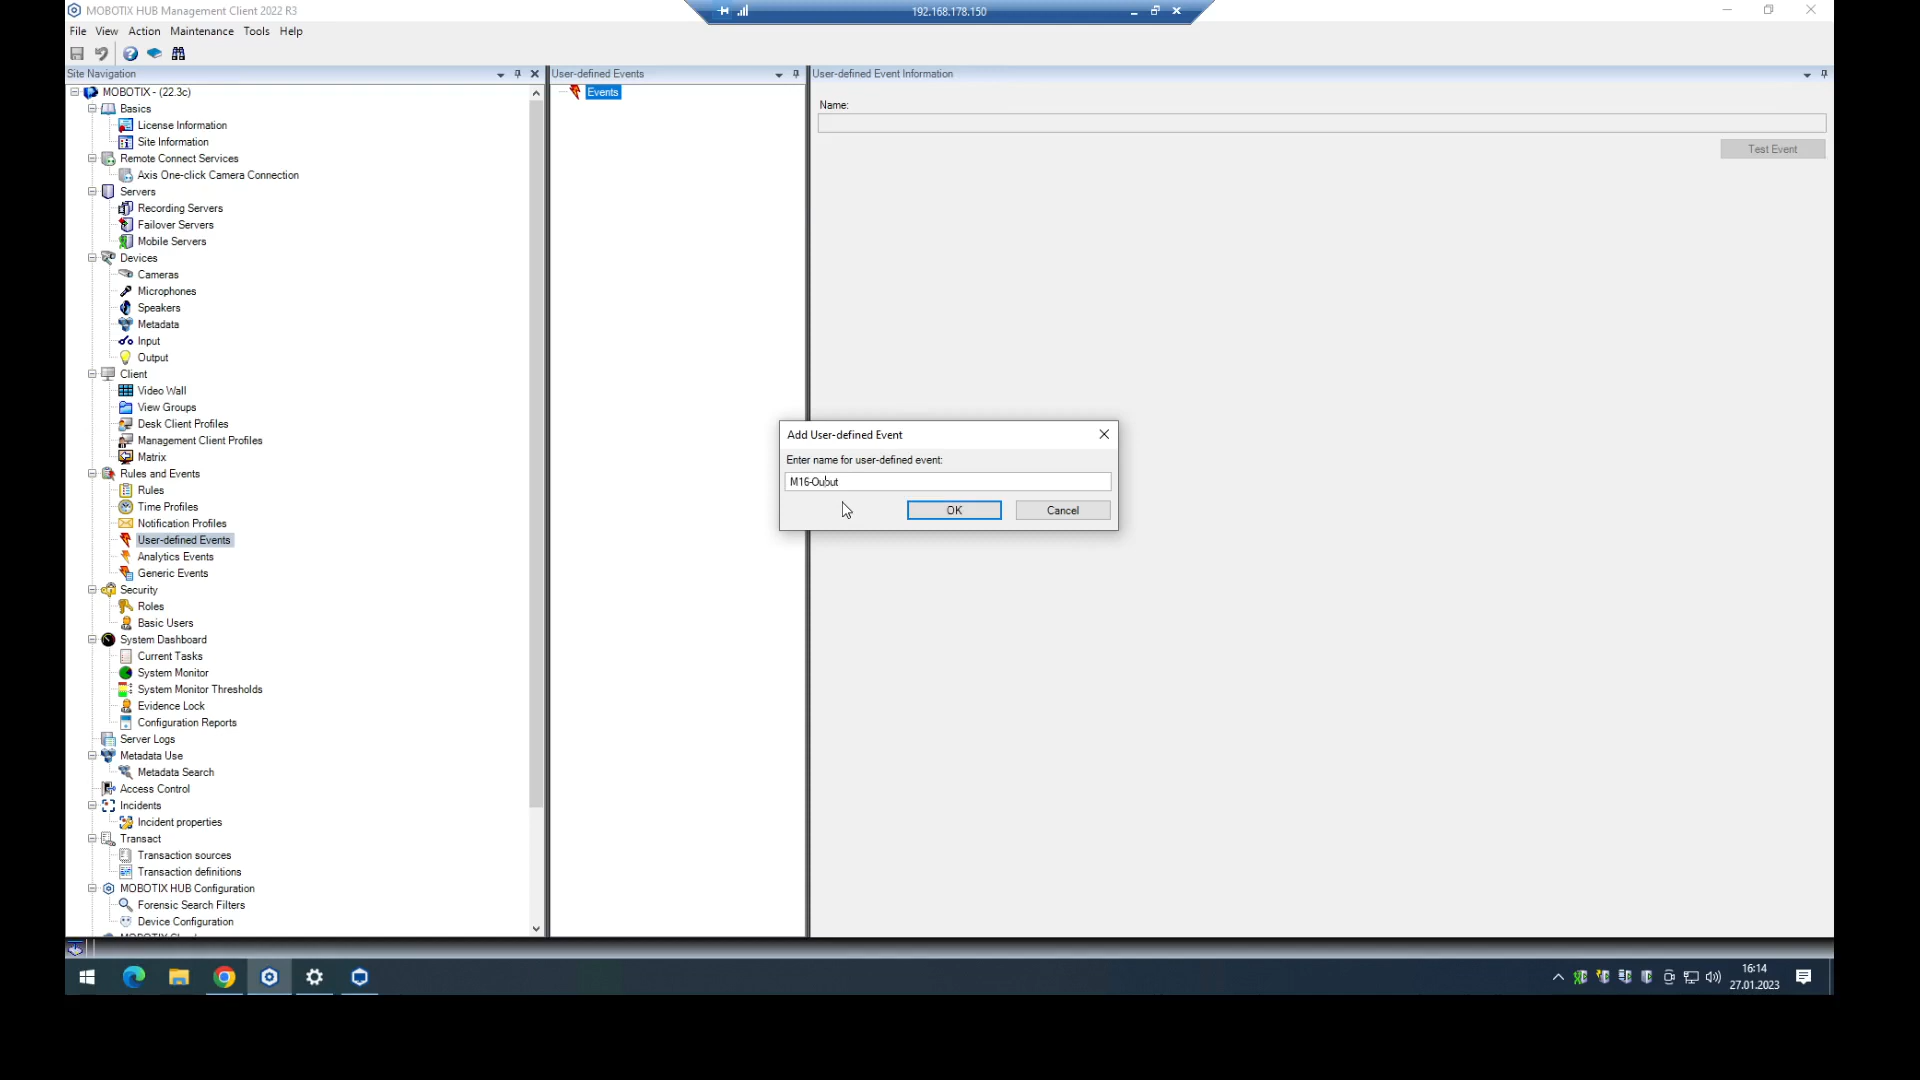 MOBOTIX HUB Management Client 2022 R3
192.168.178.150
File View Action Maintenance Tools Help
Site Navigation
User-defined Events
User-defined Event Information
MOBOTIX - (22.3c)
Basics
License Information
Site Information
Remote Connect Services
Axis One-click Camera Connection
Servers
Recording Servers
Failover Servers
Mobile Servers
Devices
Cameras
Microphones
Speakers
Metadata
Input
Output
Client
Video Wall
View Groups
Desk Client Profiles
Management Client Profiles
Matrix
Rules and Events
Rules
Time Profiles
Notification Profiles
User-defined Events
Analytics Events
Generic Events
Security
Roles
Basic Users
System Dashboard
Current Tasks
System Monitor
System Monitor Thresholds
Evidence Lock
Configuration Reports
Server Logs
Metadata Use
Metadata Search
Access Control
Incidents
Incident properties
Transact
Transaction sources
Transaction definitions
MOBOTIX HUB Configuration
Forensic Search Filters
Device Configuration
Events
Name:
Test Event
Add User-defined Event
Enter name for user-defined event:
OK
Cancel
16:14
27.01.2023